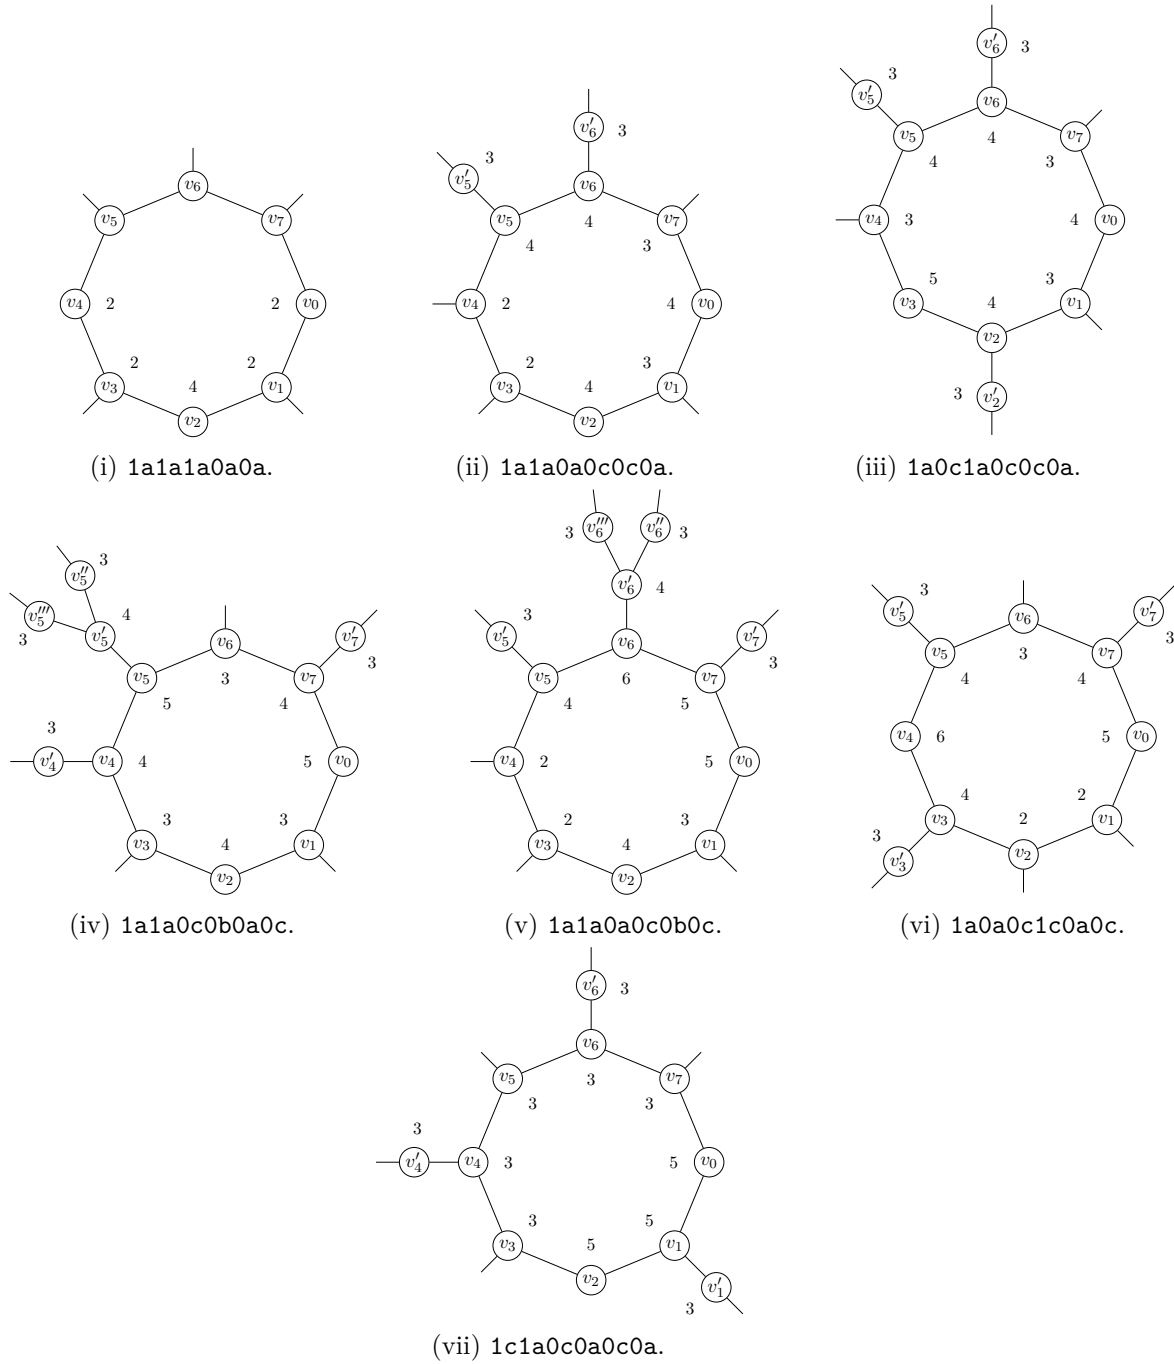 v₆
v₅ v₇
v₄ 2 2 v₀
2 2
v₃ 4 v₁
v₂
(i) 1a1a1a0a0a.
v′₆ 3
3
v′₅ v₆
v₅ 4 v₇
4 3
v₄ 2 4 v₀
2 3
v₃ 4 v₁
v₂
(ii) 1a1a0a0c0c0a.
v′₆ 3
3
v′₅ v₆
v₅ 4 v₇
4 3
v₄ 3 4 v₀
5 3
v₃ 4 v₁
v₂
3 v′₂
(iii) 1a0c1a0c0c0a.
3
v″₅
v‴₅ 4
3 v′₅ v₆ v′₇
v₅ 3 v₇ 3
5 4
3
v′₄ v₄ 4 5 v₀
3 3
v₃ 4 v₁
v₂
(iv) 1a1a0c0b0a0c.
3 v‴₆ v″₆ 3
v′₆ 4
3
v′₅ v₆ v′₇
v₅ 6 v₇ 3
4 5
v₄ 2 5 v₀
2 3
v₃ 4 v₁
v₂
(v) 1a1a0a0c0b0c.
3 3
v′₅ v₆ v′₇
v₅ 3 v₇ 3
4 4
v₄ 6 5 v₀
4 2
v₃ 2 v₁
3 v₂
v′₃
(vi) 1a0a0c1c0a0c.
v′₆ 3
v₆
v₅ 3 v₇
3 3
3
v′₄ v₄ 3 5 v₀
3 5
v₃ 5 v₁
v₂
3 v′₁
(vii) 1c1a0c0a0c0a.